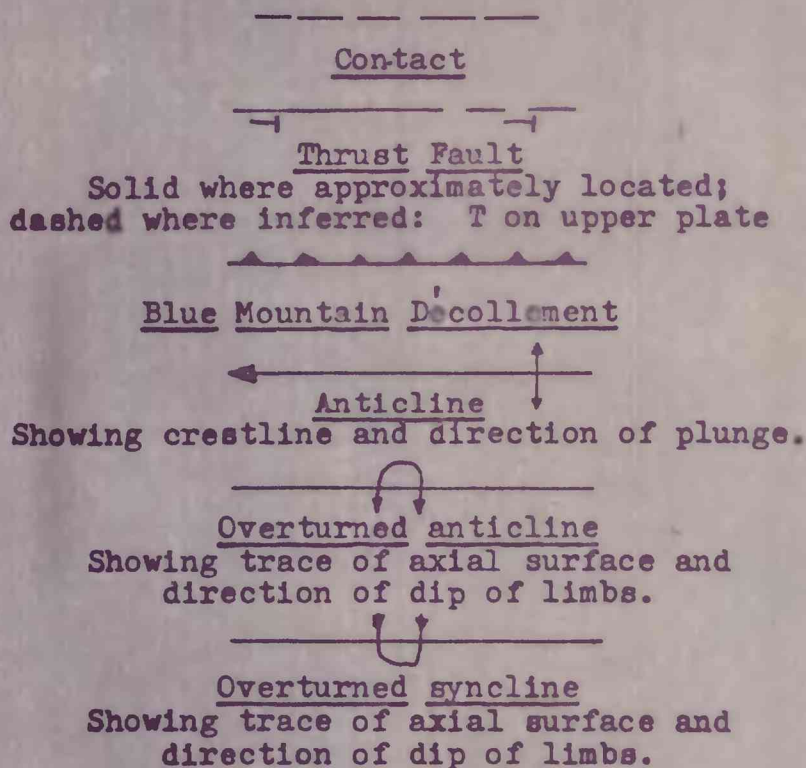 Contact
Thrust Fault
Solid where approximately located;
dashed where inferred: T on upper plate
Blue Mountain Décollement
Anticline
Showing crestline and direction of plunge.
Overturned anticline
Showing trace of axial surface and
direction of dip of limbs.
Overturned syncline
Showing trace of axial surface and
direction of dip of limbs.